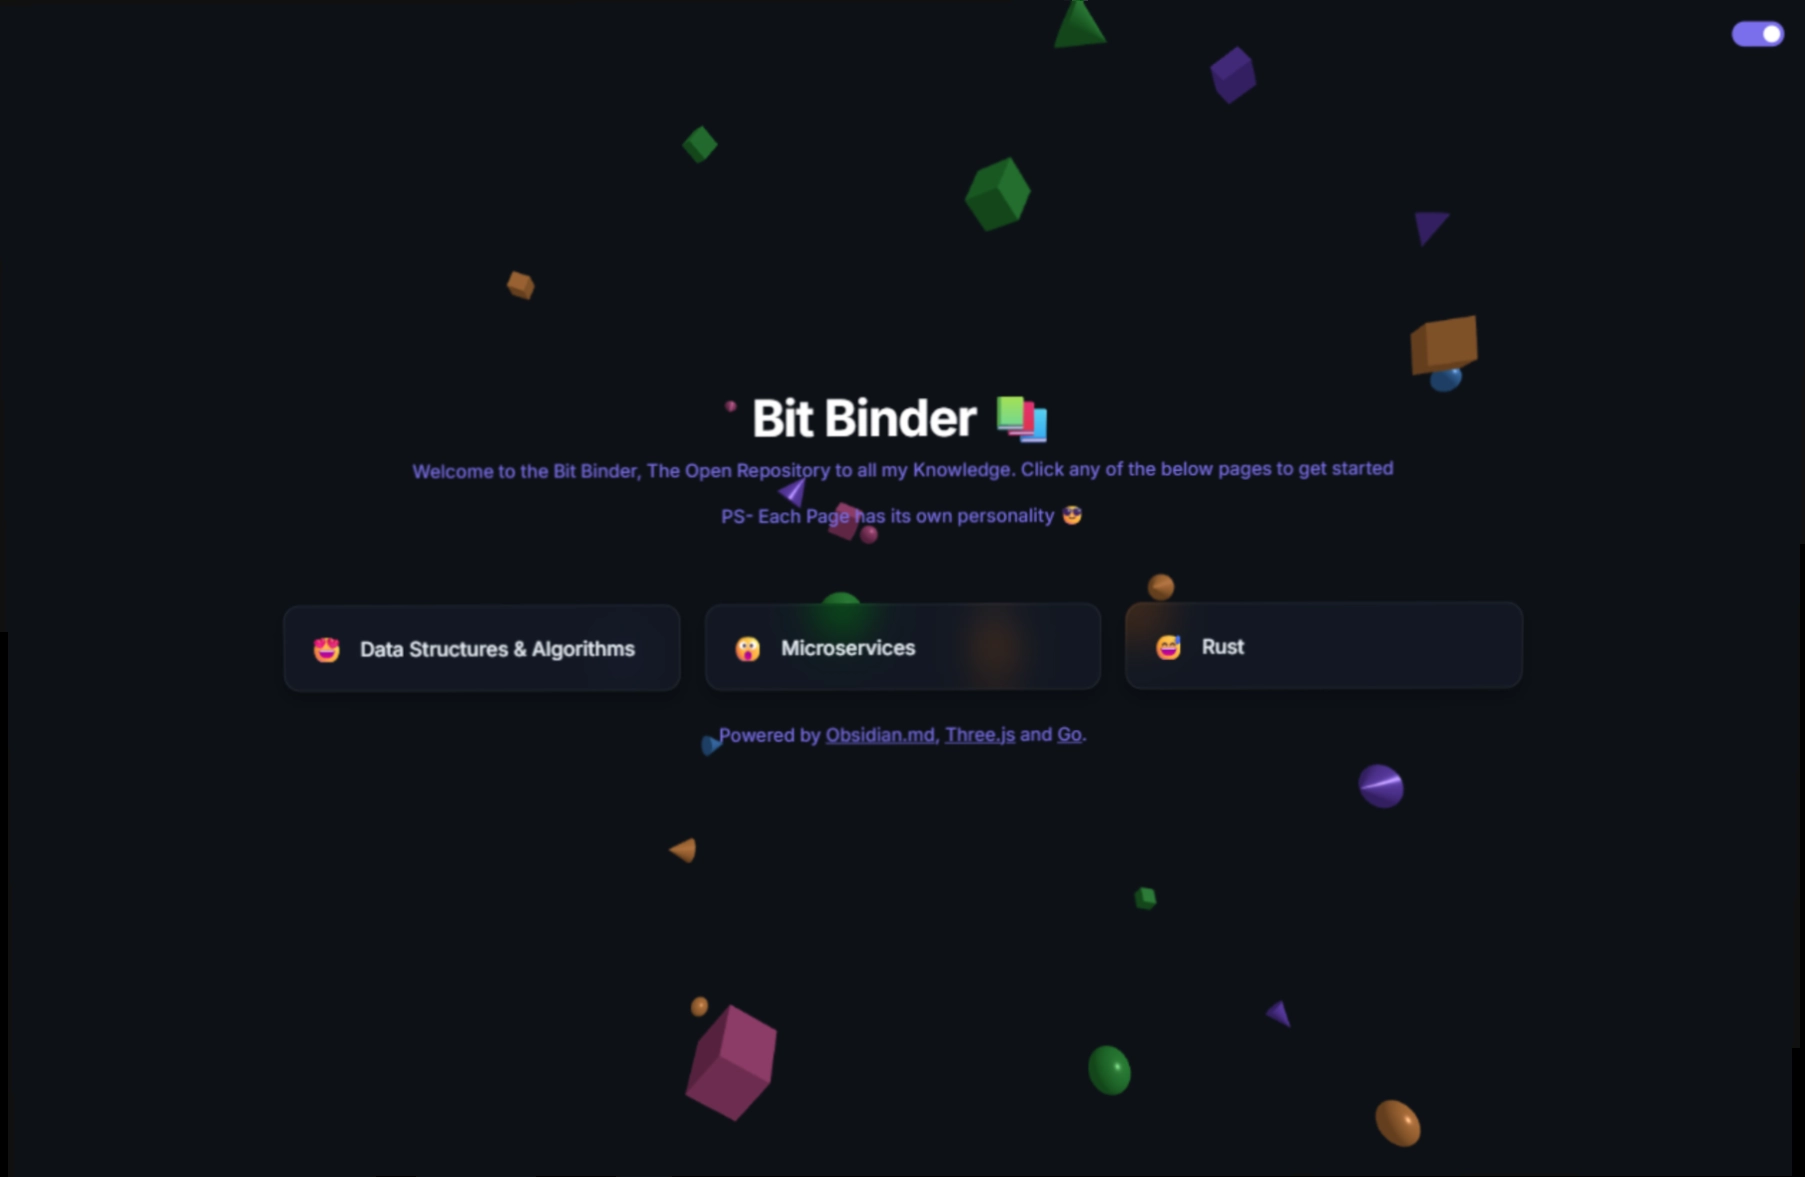 Bit Binder 📚
Welcome to the Bit Binder, The Open Repository to all my Knowledge. Click any of the below pages to get started
PS- Each Page has its own personality 😎
🤩 Data Structures & Algorithms
😱 Microservices
😅 Rust
Powered by Obsidian.md, Three.js and Go.